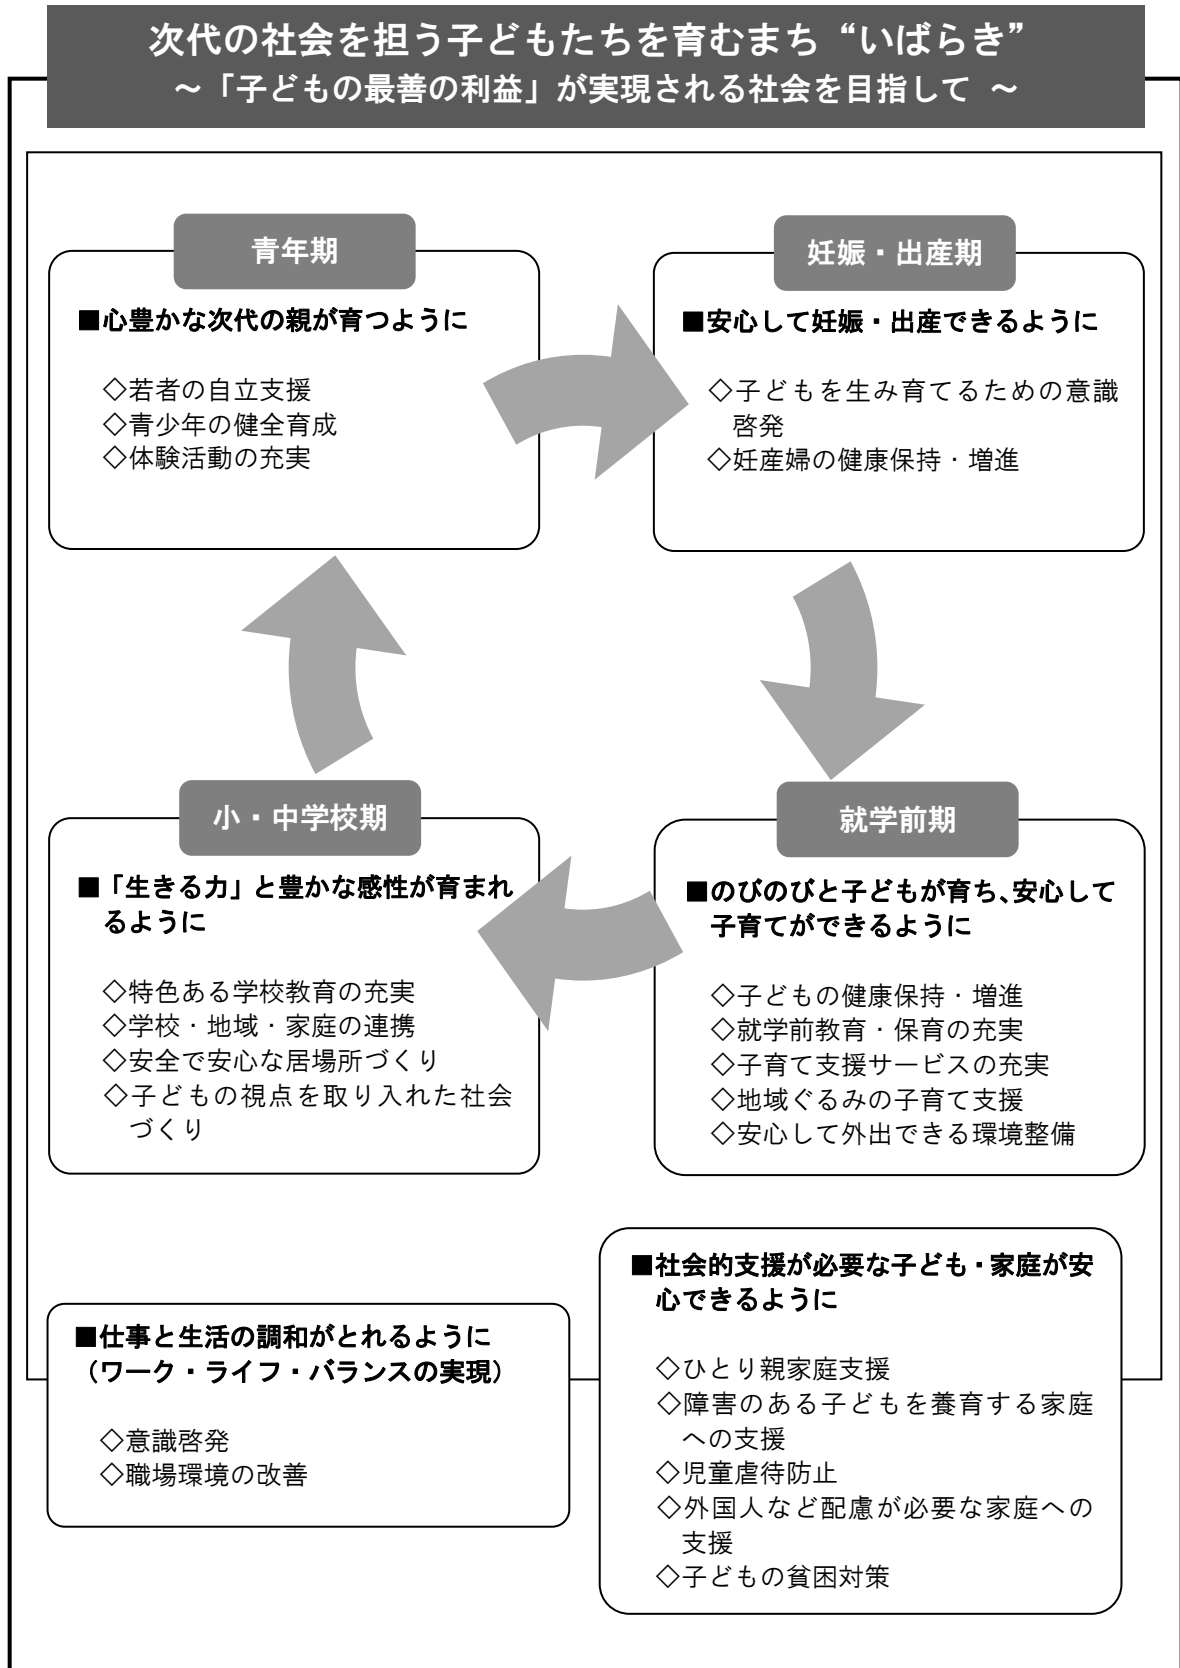 次代の社会を担う子どもたちを育むまち“いばらき”
～「子どもの最善の利益」が実現される社会を目指して ～
青年期
■心豊かな次代の親が育つように
◇若者の自立支援
◇青少年の健全育成
◇体験活動の充実
妊娠・出産期
■安心して妊娠・出産できるように
◇子どもを生み育てるための意識
啓発
◇妊産婦の健康保持・増進
小・中学校期
■「生きる力」と豊かな感性が育まれ
るように
◇特色ある学校教育の充実
◇学校・地域・家庭の連携
◇安全で安心な居場所づくり
◇子どもの視点を取り入れた社会
づくり
就学前期
■のびのびと子どもが育ち、安心して
子育てができるように
◇子どもの健康保持・増進
◇就学前教育・保育の充実
◇子育て支援サービスの充実
◇地域ぐるみの子育て支援
◇安心して外出できる環境整備
■仕事と生活の調和がとれるように
（ワーク・ライフ・バランスの実現）
◇意識啓発
◇職場環境の改善
■社会的支援が必要な子ども・家庭が安
心できるように
◇ひとり親家庭支援
◇障害のある子どもを養育する家庭
への支援
◇児童虐待防止
◇外国人など配慮が必要な家庭への
支援
◇子どもの貧困対策